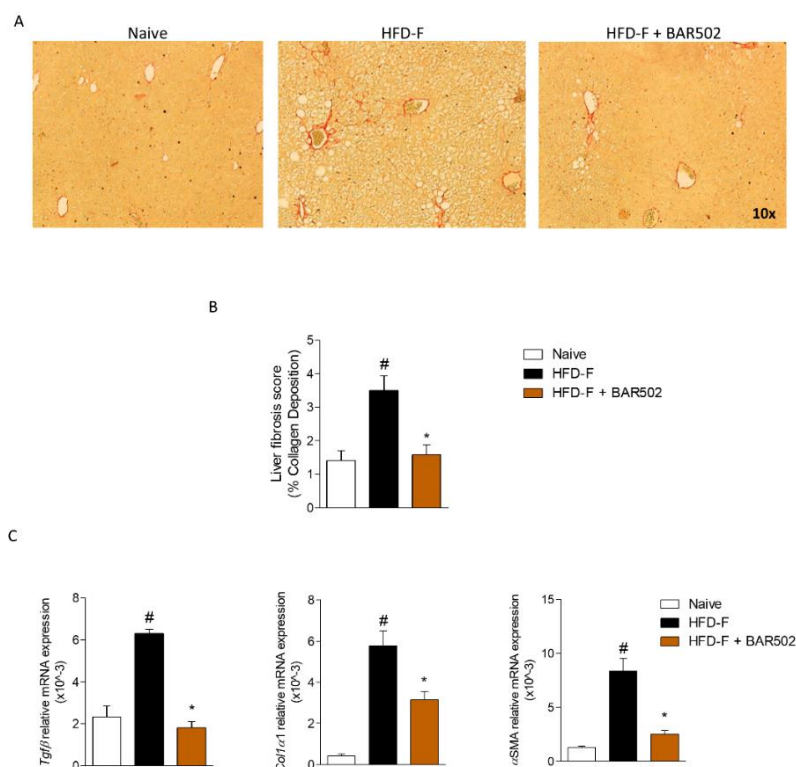 A
Naive
HFD-F
HFD-F + BAR502
10x
B
Liver fibrosis score
(% Collagen Deposition)
5
4
3
2
1
0
#
*
Naive
HFD-F
HFD-F + BAR502
C
Tgfβ relative mRNA expression
(x10^-3)
8
6
4
2
0
#
*
Col1α1 relative mRNA expression
(x10^-3)
8
6
4
2
0
#
*
αSMA relative mRNA expression
(x10^-3)
15
10
5
0
#
*
Naive
HFD-F
HFD-F + BAR502